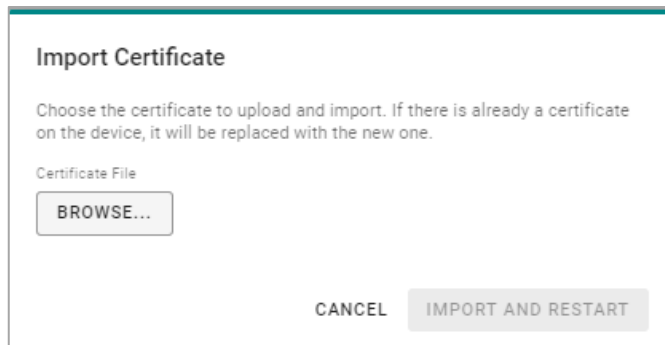 Import Certificate
Choose the certificate to upload and import. If there is already a certificate
on the device, it will be replaced with the new one.
Certificate File
BROWSE...
CANCEL IMPORT AND RESTART